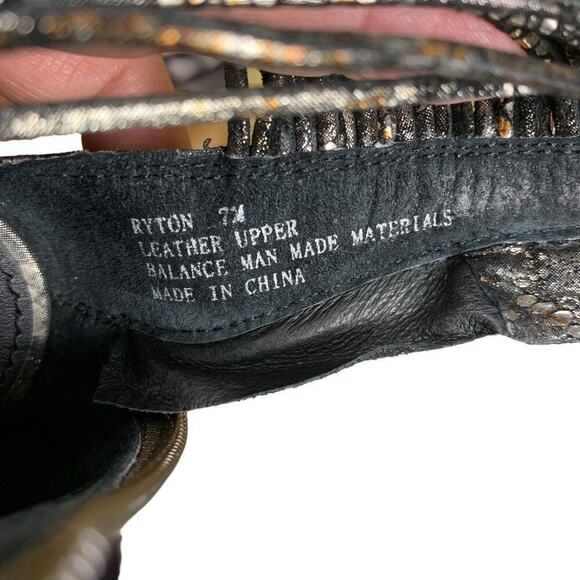 RYTON 7M
LEATHER UPPER
BALANCE MAN MADE MATERIALS
MADE IN CHINA